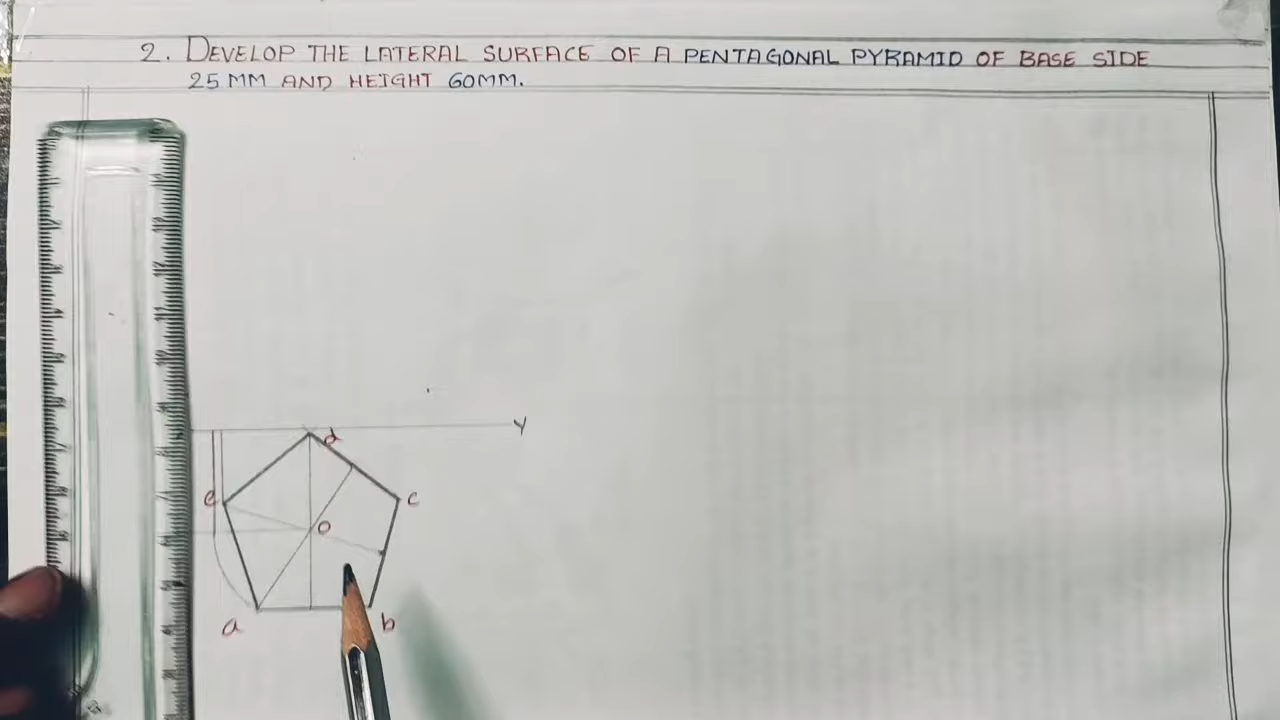 2. DEVELOP THE LATERAL SURFACE OF A PENTAGONAL PYRAMID OF BASE SIDE
25 MM AND HEIGHT 60MM.
Y
d
e c
o
a b